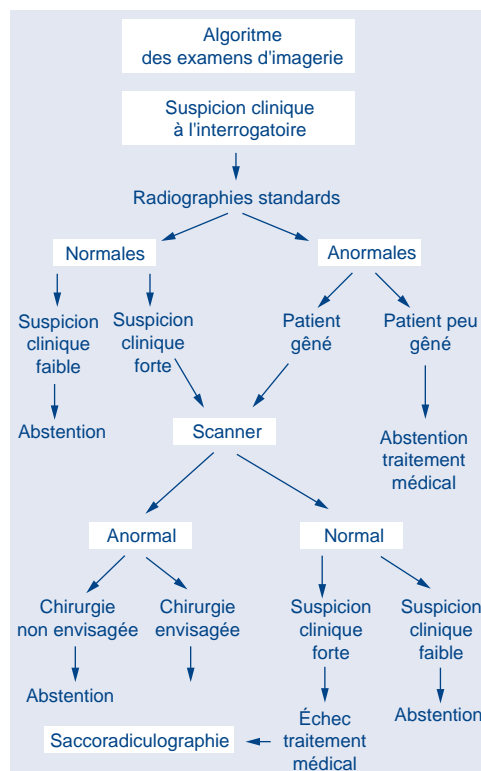 Algoritme
des examens d'imagerie
Suspicion clinique
à l'interrogatoire
Radiographies standards
Normales
Anormales
Suspicion
clinique
faible
Suspicion
clinique
forte
Patient
gêné
Patient peu
gêné
Abstention
Scanner
Abstention
traitement
médical
Anormal
Normal
Chirurgie
non envisagée
Chirurgie
envisagée
Suspicion
clinique
forte
Suspicion
clinique
faible
Abstention
Abstention
Échec
traitement
médical
Saccoradiculographie